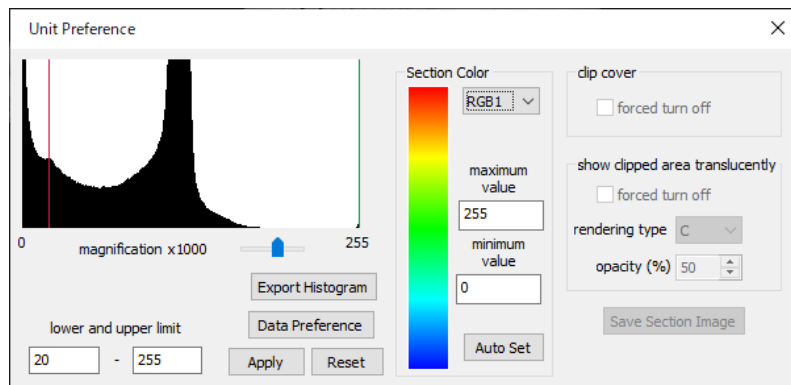 Unit Preference
0
magnification x1000
255
Export Histogram
lower and upper limit
Data Preference
20 - 255
Apply
Reset
Section Color
RGB1
maximum
value
255
minimum
value
0
Auto Set
clip cover
forced turn off
show clipped area translucently
forced turn off
rendering type
C
opacity (%)
50
Save Section Image